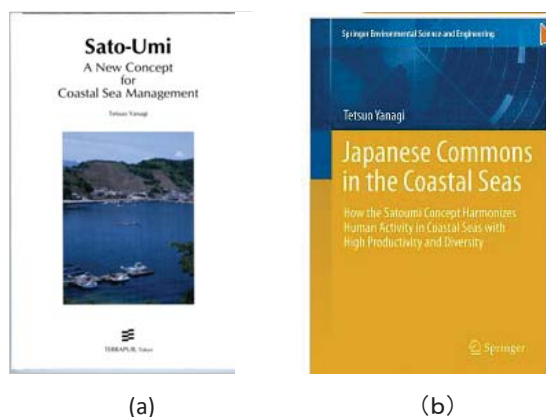 Sato-Umi
A New Concept
for
Coastal Sea Management
Tetsuo Yanagi
TERRAPUB, Tokyo
(a)
Springer Environmental Science and Engineering
Tetsuo Yanagi
Japanese Commons
in the Coastal Seas
How the Satoumi Concept Harmonizes
Human Activity in Coastal Seas with
High Productivity and Diversity
Springer
(b)